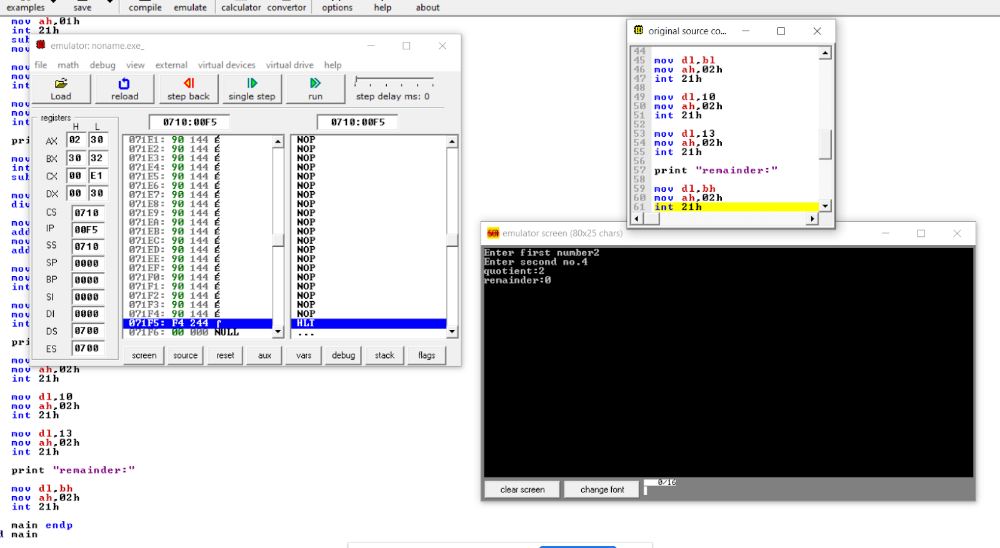 examples save compile emulate calculator convertor options help about
mov ah,01h
int 21h
sub
mov
mov
mov
int
mov
mov
int
mov
int
sub
mov
div
mov
add
mov
add
mov
mov
int
mov
mov
int
mov ah,02h
int 21h
mov dl,10
mov ah,02h
int 21h
mov dl,13
mov ah,02h
int 21h
print "remainder:"
mov dl,bh
mov ah,02h
int 21h
main endp
d main
emulator: noname.exe_
file math debug view external virtual devices virtual drive help
Load reload step back single step run step delay ms: 0
registers
H L
0710:00F5 0710:00F5
AX 02 30
BX 30 32
CX 00 E1
DX 00 30
CS 0710
IP 00F5
SS 0710
SP 0000
BP 0000
SI 0000
DI 0000
DS 0700
ES 0700
071E1: 90 144 É NOP
071E2: 90 144 É NOP
071E3: 90 144 É NOP
071E4: 90 144 É NOP
071E5: 90 144 É NOP
071E6: 90 144 É NOP
071E7: 90 144 É NOP
071E8: 90 144 É NOP
071E9: 90 144 É NOP
071EA: 90 144 É NOP
071EB: 90 144 É NOP
071EC: 90 144 É NOP
071ED: 90 144 É NOP
071EE: 90 144 É NOP
071EF: 90 144 É NOP
071F0: 90 144 É NOP
071F1: 90 144 É NOP
071F2: 90 144 É NOP
071F3: 90 144 É NOP
071F4: 90 144 É NOP
071F5: F4 244 ⌠ HLT
071F6: 00 000 NULL ...
screen source reset aux vars debug stack flags
original source co...
44
45 mov dl,bl
46 mov ah,02h
47 int 21h
48
49 mov dl,10
50 mov ah,02h
51 int 21h
52
53 mov dl,13
54 mov ah,02h
55 int 21h
56
57 print "remainder:"
58
59 mov dl,bh
60 mov ah,02h
61 int 21h
emulator screen (80x25 chars)
Enter first number2
Enter second no.4
quotient:2
remainder:0
clear screen change font 0/16